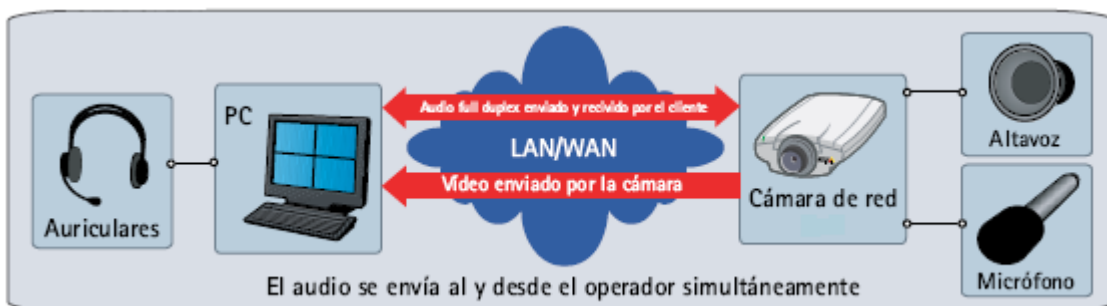 Auriculares
PC
Audio full duplex enviado y recivido por el cliente
LAN/WAN
Vídeo enviado por la cámara
Cámara de red
Altavoz
Micrófono
El audio se envía al y desde el operador simultáneamente